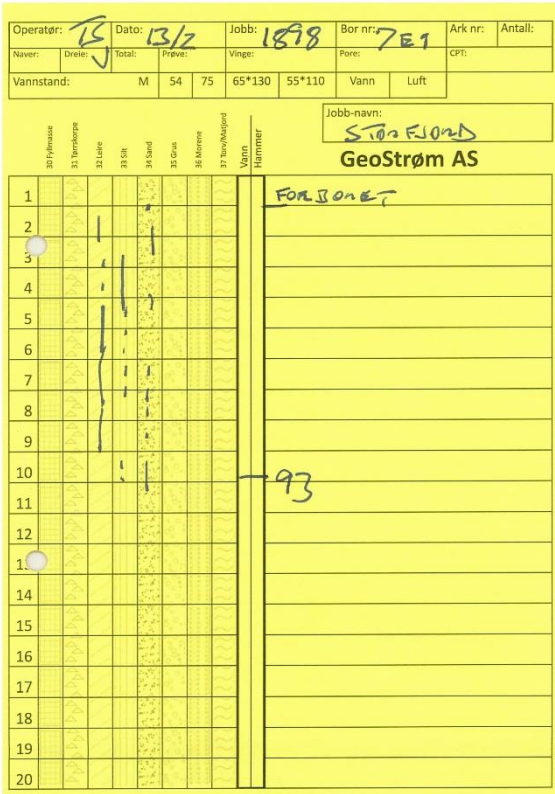 Operatør: TS Dato: 13/2 Jobb: 1898 Bor nr: 7E1 Ark nr: Antall:
Naver: Dreie: Total: Prøve: Vinge: Pore: CPT:
Vannstand: M 54 75 65*130 55*110 Vann Luft
Jobb-navn:
STORFJORD
GeoStrøm AS
30 Fyllmasse
31 Tørrskorpe
32 Leire
33 Silt
34 Sand
35 Grus
36 Morene
37 Torv/Matjord
Vann
Hammer
1 FORBORET
2
3
4
5
6
7
8
9
10 93
11
12
14
15
16
17
18
19
20